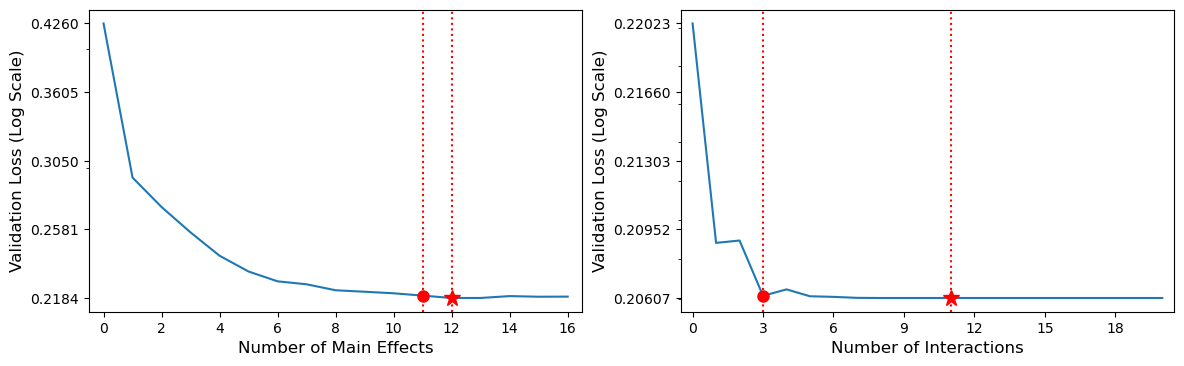 Validation Loss (Log Scale)
0.4260
0.3605
0.3050
0.2581
0.2184
0 2 4 6 8 10 12 14 16
Number of Main Effects
Validation Loss (Log Scale)
0.22023
0.21660
0.21303
0.20952
0.20607
0 3 6 9 12 15 18
Number of Interactions